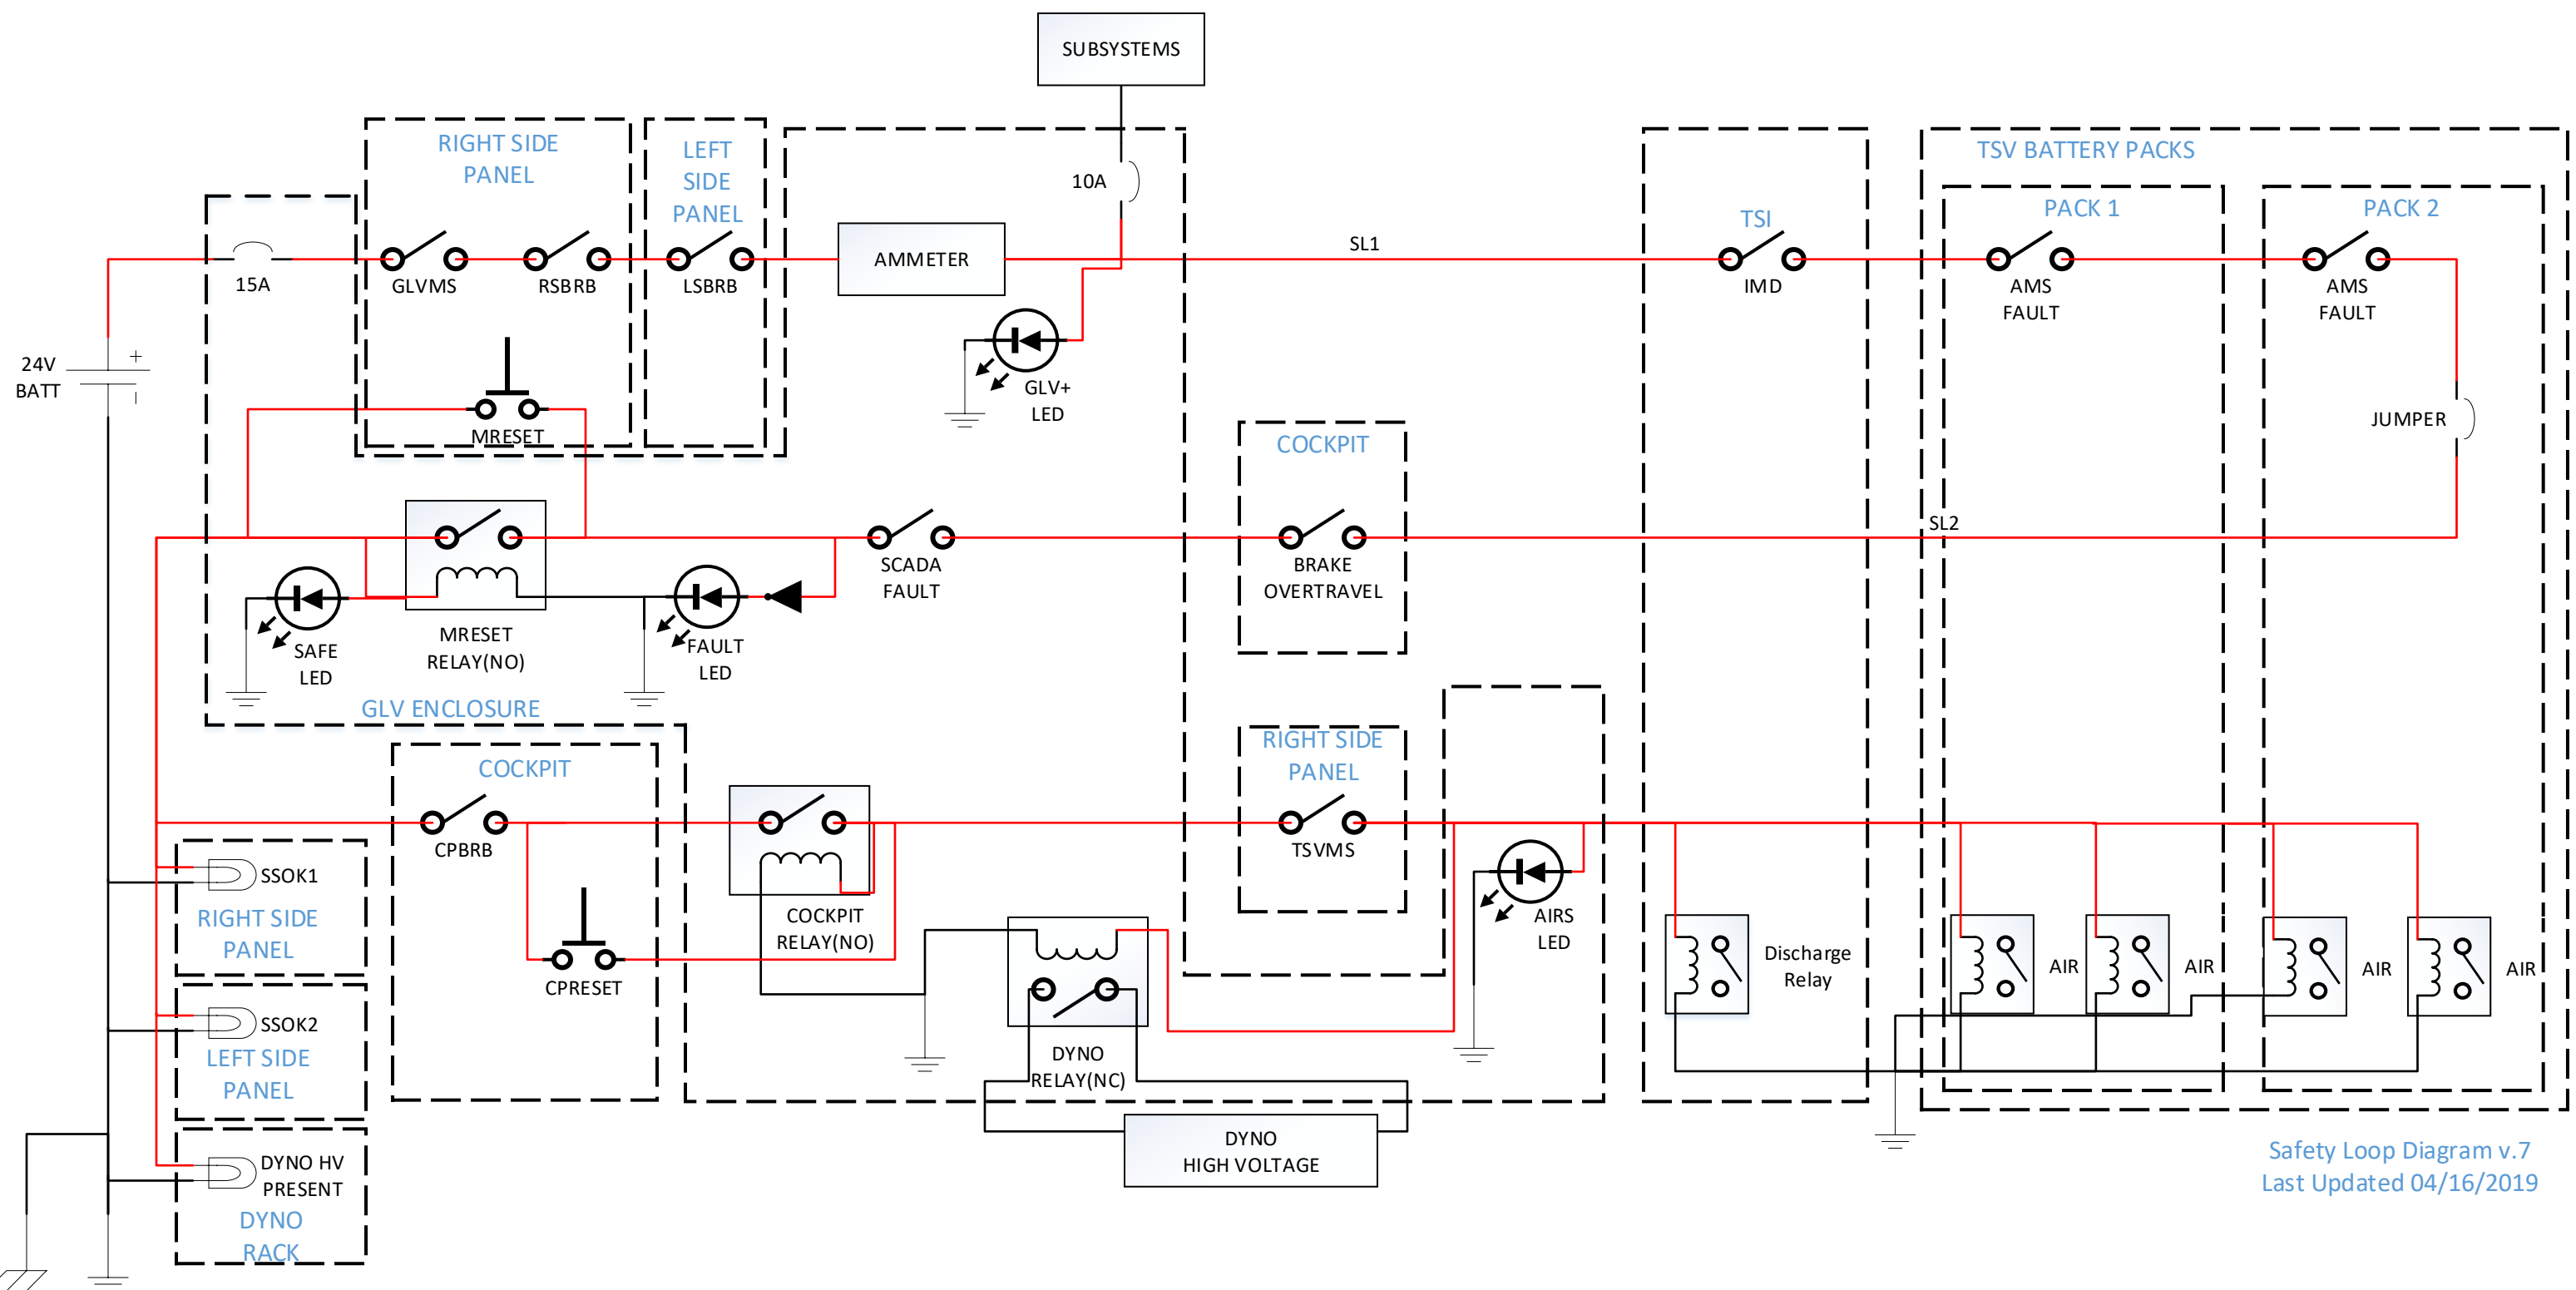 SUBSYSTEMS
RIGHT SIDE
PANEL
LEFT
SIDE
PANEL
10A
TSV BATTERY PACKS
PACK 1
PACK 2
TSI
SL1
AMMETER
15A
GLVMS
RSBRB
LSBRB
IMD
AMS
FAULT
AMS
FAULT
24V
BATT
+
|
GLV+
LED
MRESET
JUMPER
COCKPIT
SL2
SCADA
FAULT
BRAKE
OVERTRAVEL
MRESET
RELAY(NO)
SAFE
LED
FAULT
LED
GLV ENCLOSURE
COCKPIT
RIGHT SIDE
PANEL
CPBRB
TSVMS
SSOK1
RIGHT SIDE
PANEL
COCKPIT
RELAY(NO)
AIRS
LED
CPRESET
Discharge
Relay
AIR
AIR
AIR
AIR
SSOK2
LEFT SIDE
PANEL
DYNO
RELAY(NC)
DYNO
HIGH VOLTAGE
DYNO HV
PRESENT
DYNO
RACK
Safety Loop Diagram v.7
Last Updated 04/16/2019